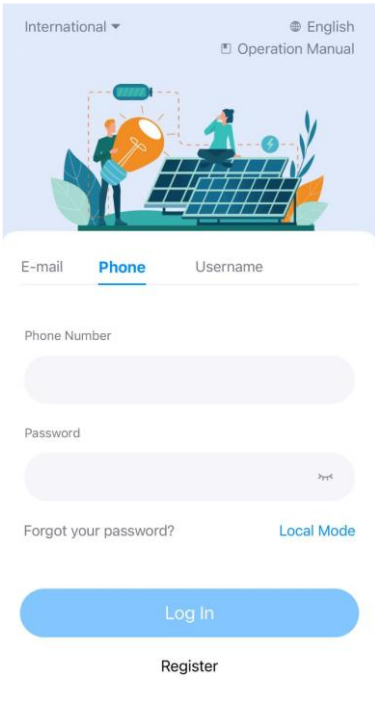 International
English
Operation Manual
E-mail Phone Username
Phone Number
Password
Forgot your password? Local Mode
Log In
Register